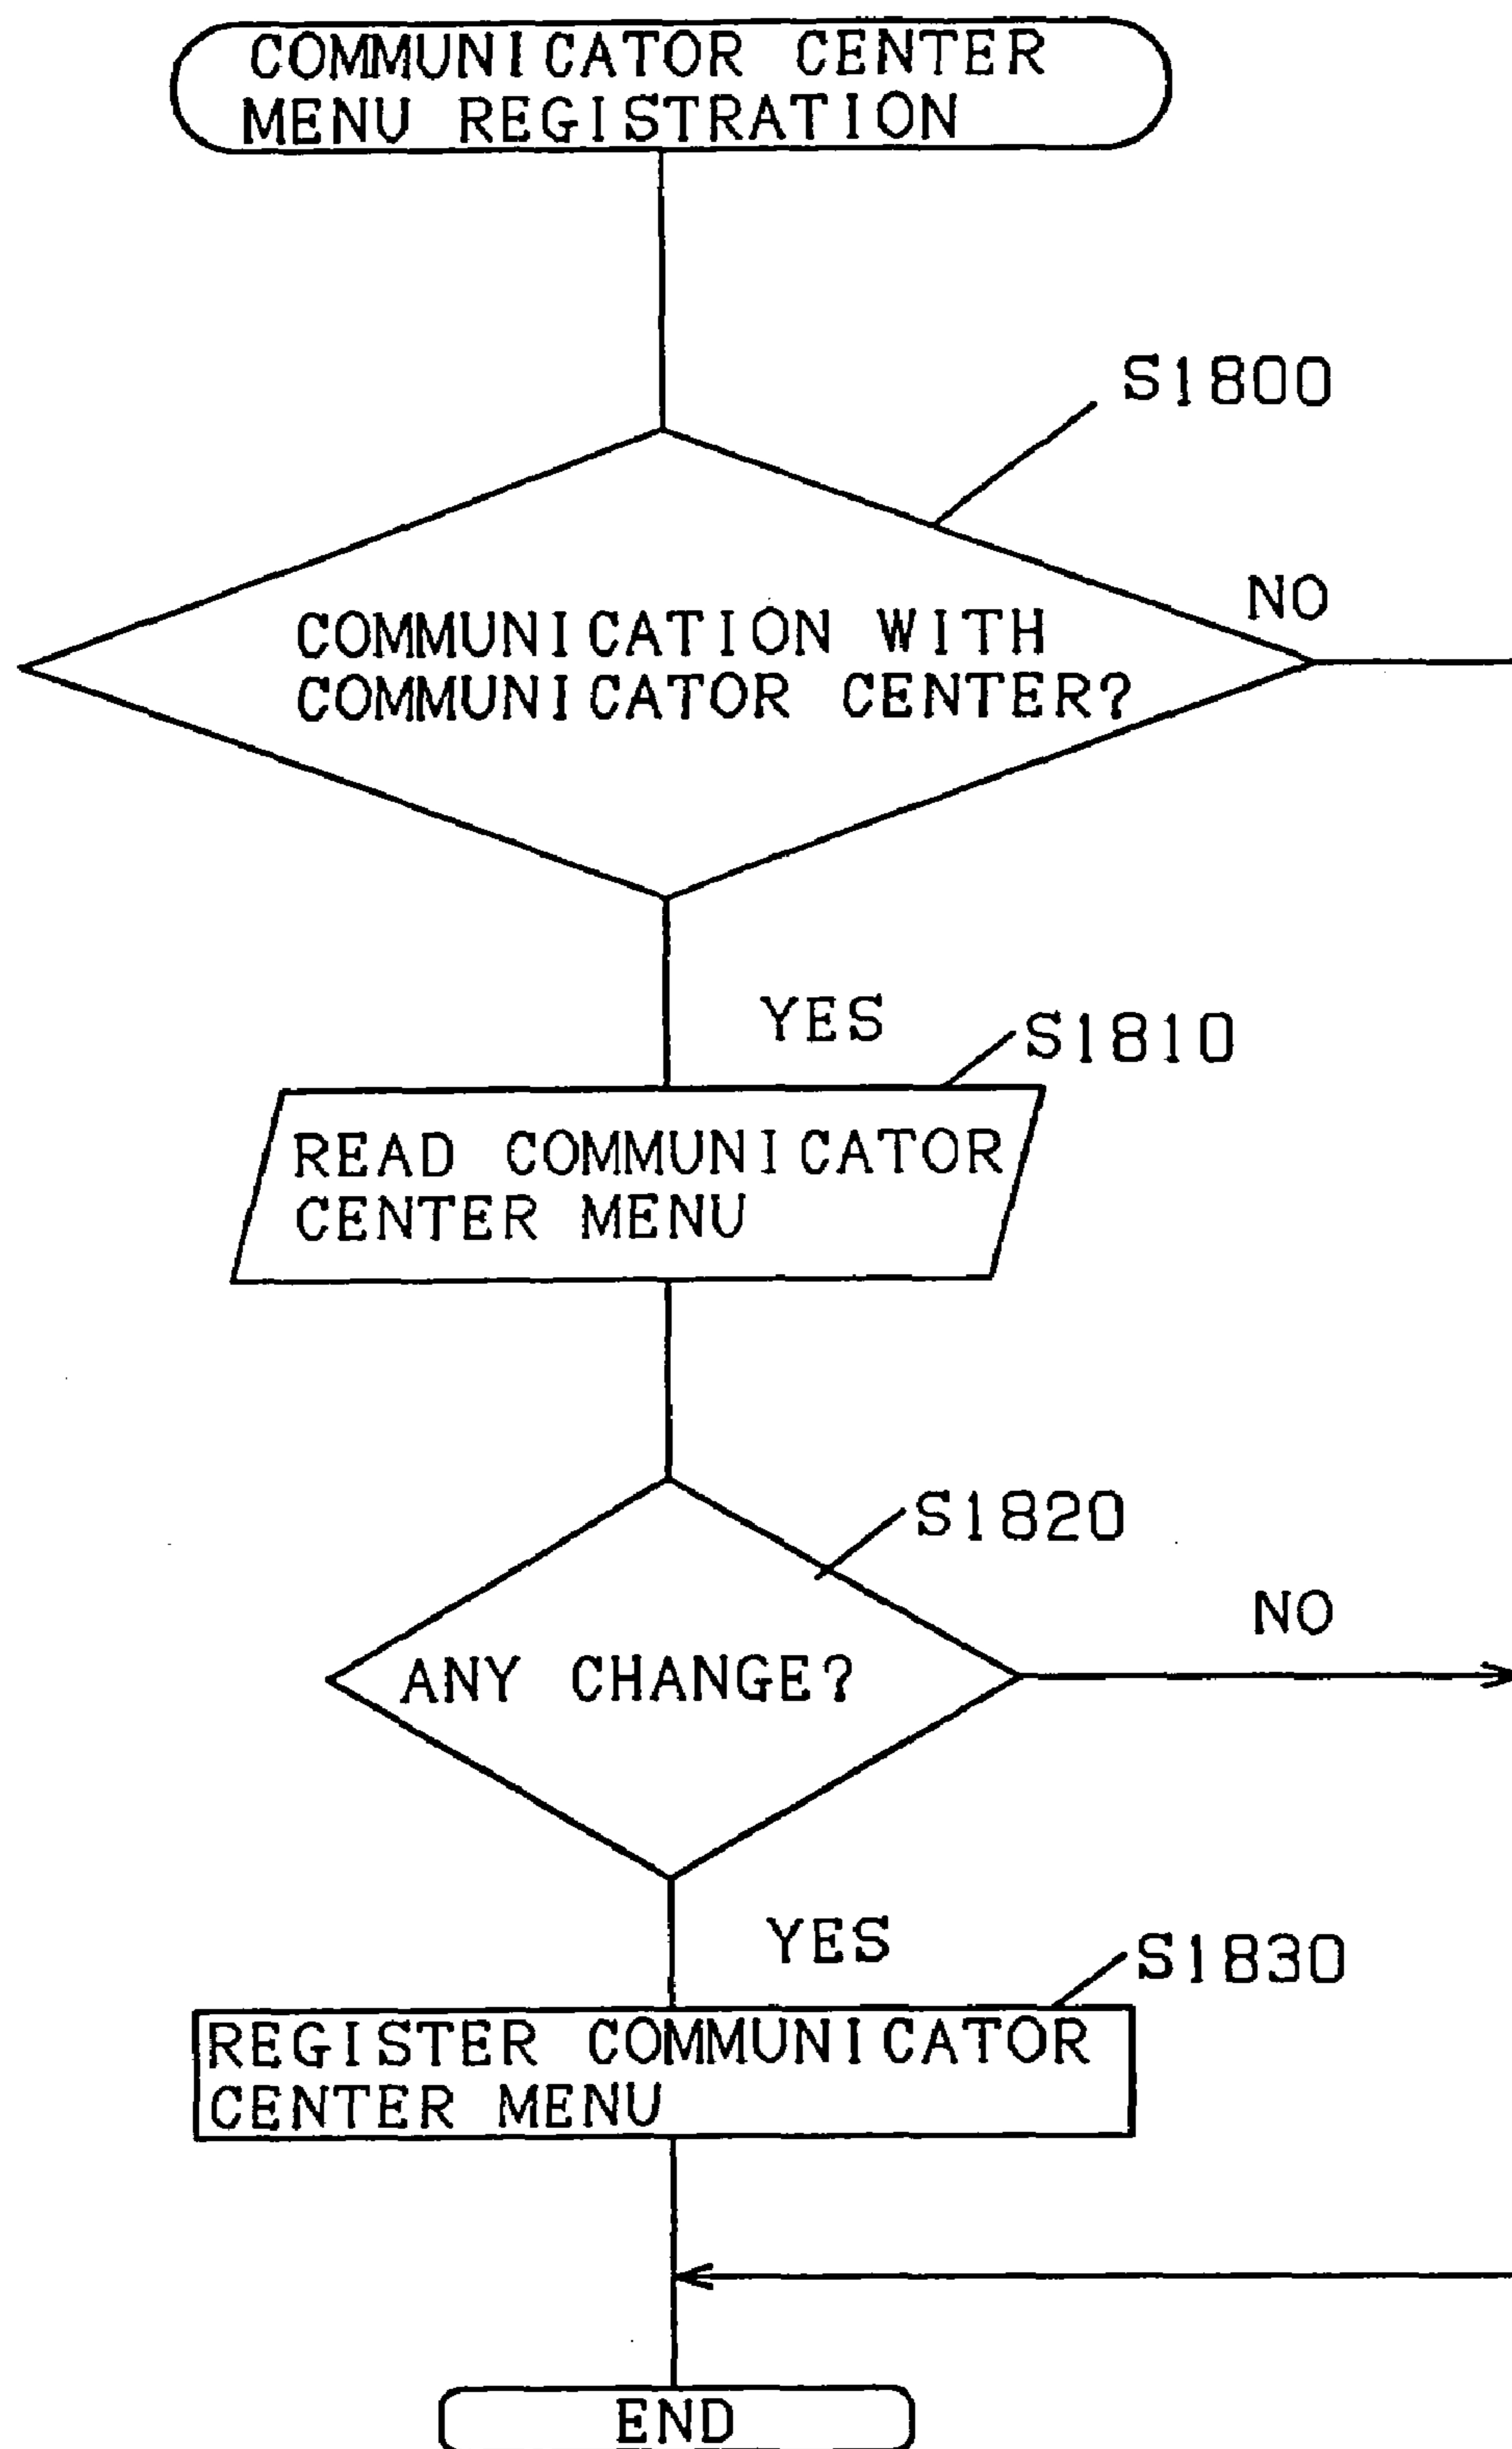 COMMUNICATOR CENTER
MENU REGISTRATION
S1800
NO
COMMUNICATION WITH
COMMUNICATOR CENTER?
YES
S1810
READ COMMUNICATOR
CENTER MENU
S1820
NO
ANY CHANGE?
YES
S1830
REGISTER COMMUNICATOR
CENTER MENU
END